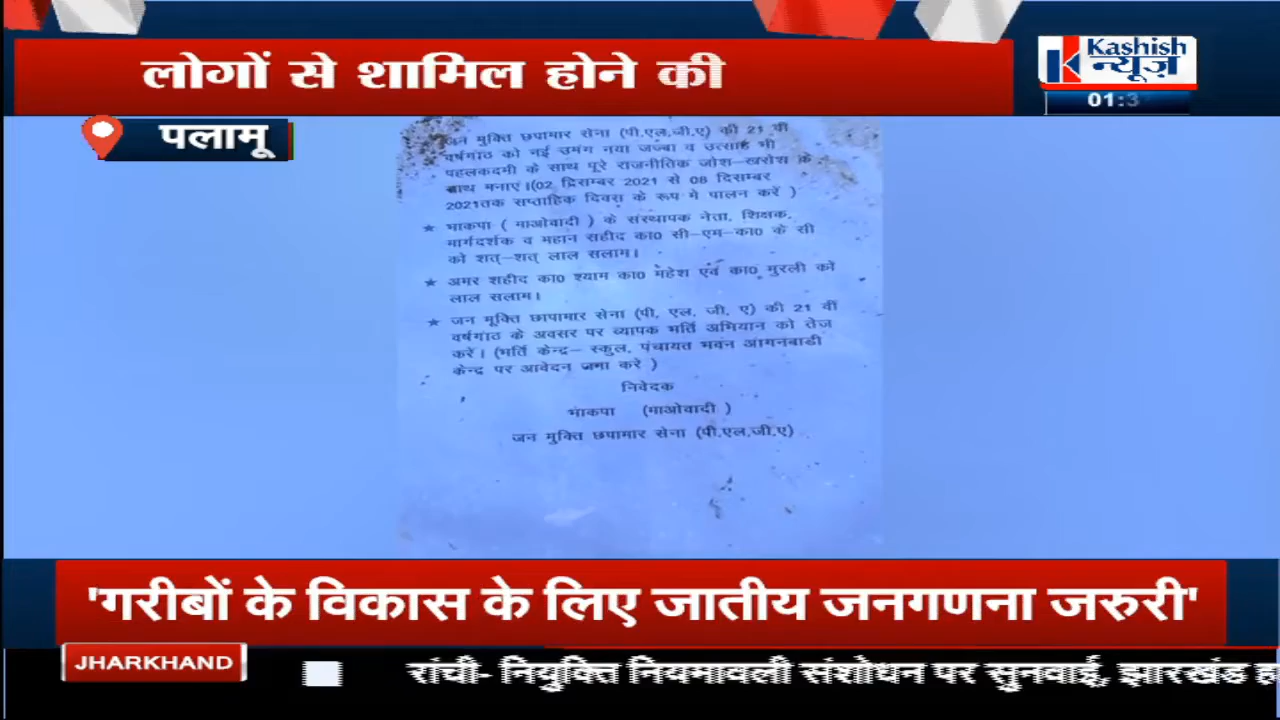 लोगों से शामिल होने की
Kashish
न्यूज़
01:3
पलामू
जन मुक्ति छपामार सेना (पी.एल.जी.ए) की 21 वीं
वर्षगाठ को नई उमंग नया जज्बा व उत्साह भी
पहलकदमी के साथ पूरे राजनीतिक जोश-खरोश के
साथ मनाएं।(02 दिसम्बर 2021 से 08 दिसम्बर
2021तक सप्ताहिक दिवस के रूप मे पालन करें )
★ भाकपा ( माओवादी ) के संस्थापक नेता, शिक्षक,
मार्गदर्शक व महान सहीद का0 सी-एम-का0 के सी
को शत्-शत् लाल सलाम।
★ अमर शहीद का0 श्याम का0 महेश एवं का0 मुरली को
लाल सलाम।
★ जन मूक्ति छापामार सेना (पी. एल. जी. ए) की 21 वीं
वर्षगाठ के अवसर पर व्यापक भर्ति अभियान को तेज
करें। (भर्ति केन्द्र- स्कुल, पंचायत भवन आंगनबाडी
केन्द्र पर आवेदन जमा करें )
निवेदक
भाकपा (माओवादी )
जन मुक्ति छपामार सेना (पी.एल.जी.ए)
'गरीबों के विकास के लिए जातीय जनगणना जरुरी'
JHARKHAND
रांची- नियुक्ति नियमावली संशोधन पर सुनवाई, झारखंड